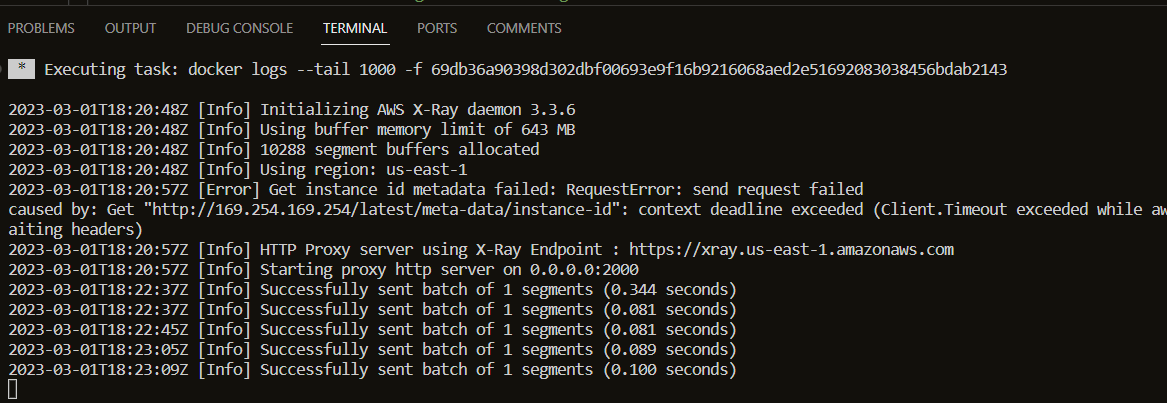 PROBLEMS OUTPUT DEBUG CONSOLE TERMINAL PORTS COMMENTS
* Executing task: docker logs --tail 1000 -f 69db36a90398d302dbf00693e9f16b9216068aed2e51692083038456bdab2143
2023-03-01T18:20:48Z [Info] Initializing AWS X-Ray daemon 3.3.6
2023-03-01T18:20:48Z [Info] Using buffer memory limit of 643 MB
2023-03-01T18:20:48Z [Info] 10288 segment buffers allocated
2023-03-01T18:20:48Z [Info] Using region: us-east-1
2023-03-01T18:20:57Z [Error] Get instance id metadata failed: RequestError: send request failed
caused by: Get "http://169.254.169.254/latest/meta-data/instance-id": context deadline exceeded (Client.Timeout exceeded while aw
aiting headers)
2023-03-01T18:20:57Z [Info] HTTP Proxy server using X-Ray Endpoint : https://xray.us-east-1.amazonaws.com
2023-03-01T18:20:57Z [Info] Starting proxy http server on 0.0.0.0:2000
2023-03-01T18:22:37Z [Info] Successfully sent batch of 1 segments (0.344 seconds)
2023-03-01T18:22:37Z [Info] Successfully sent batch of 1 segments (0.081 seconds)
2023-03-01T18:22:45Z [Info] Successfully sent batch of 1 segments (0.081 seconds)
2023-03-01T18:23:05Z [Info] Successfully sent batch of 1 segments (0.089 seconds)
2023-03-01T18:23:09Z [Info] Successfully sent batch of 1 segments (0.100 seconds)